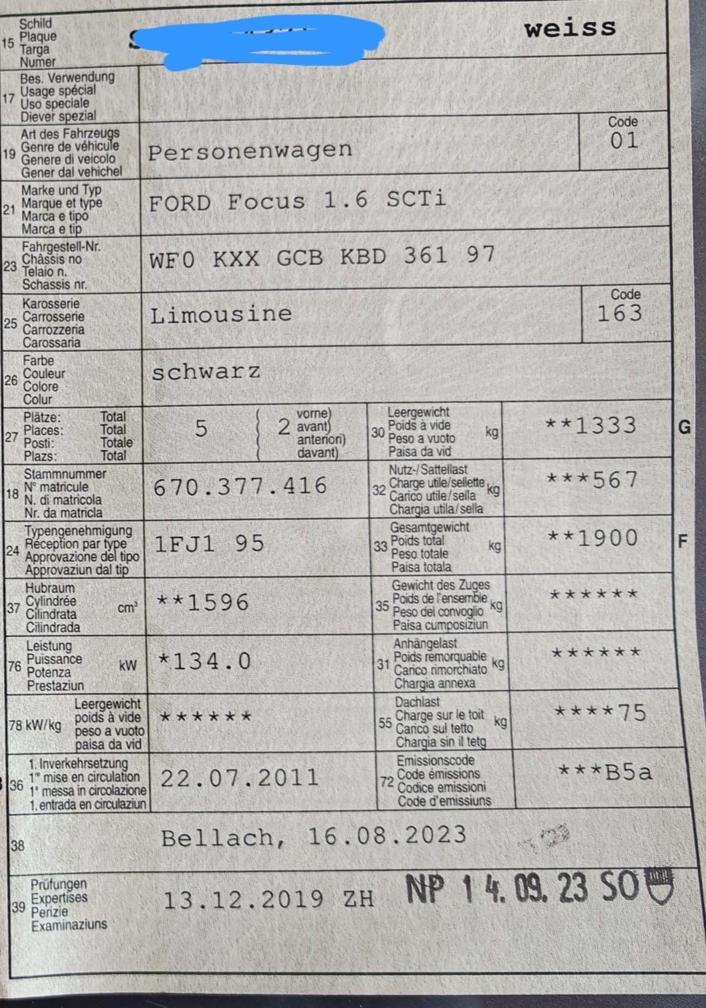 15 Schild
Plaque
Targa
Numer
weiss
17 Bes. Verwendung
Usage spécial
Uso speciale
Diever spezial
19 Art des Fahrzeugs
Genre de véhicule
Genere di veicolo
Gener dal vehichel
Personenwagen
Code
01
21 Marke und Typ
Marque et type
Marca e tipo
Marca e tip
FORD Focus 1.6 SCTi
23 Fahrgestell-Nr.
Châssis no
Telaio n.
Schassis nr.
WF0 KXX GCB KBD 361 97
25 Karosserie
Carrosserie
Carrozzeria
Carossaria
Limousine
Code
163
26 Farbe
Couleur
Colore
Colur
schwarz
27 Plätze: Total
Places: Total
Posti: Totale
Plazs: Total
5 2
vorne)
avant)
anteriori)
davant)
30 Leergewicht
Poids à vide
Peso a vuoto
Paisa da vid
kg
**1333 G
18 Stammnummer
N° matricule
N. di matricola
Nr. da matricla
670.377.416
32 Nutz-/Sattellast
Charge utile/sellette
Carico utile/sella
Chargia utila/sella
kg
***567
24 Typengenehmigung
Réception par type
Approvazione del tipo
Approvaziun dal tip
1FJ1 95
33 Gesamtgewicht
Poids total
Peso totale
Paisa totala
kg
**1900 F
37 Hubraum
Cylindrée
Cilindrata
Cilindrada
cm³
**1596
35 Gewicht des Zuges
Poids de l'ensemble
Peso del convoglio
Paisa cumposiziun
kg
******
76 Leistung
Puissance
Potenza
Prestaziun
kW
*134.0
31 Anhängelast
Poids remorquable
Carico rimorchiato
Chargia annexa
kg
******
78 kW/kg
Leergewicht
poids à vide
peso a vuoto
paisa da vid
******
55 Dachlast
Charge sur le toit
Carico sul tetto
Chargia sin il tetg
kg
****75
36 1. Inverkehrsetzung
1re mise en circulation
1a messa in circolazione
1. entrada en circulaziun
22.07.2011
72 Emissionscode
Code émissions
Codice emissioni
Code d'emissiuns
***B5a
38 Bellach, 16.08.2023
39 Prüfungen
Expertises
Perizie
Examinaziuns
13.12.2019 ZH NP 14.09.23 SO